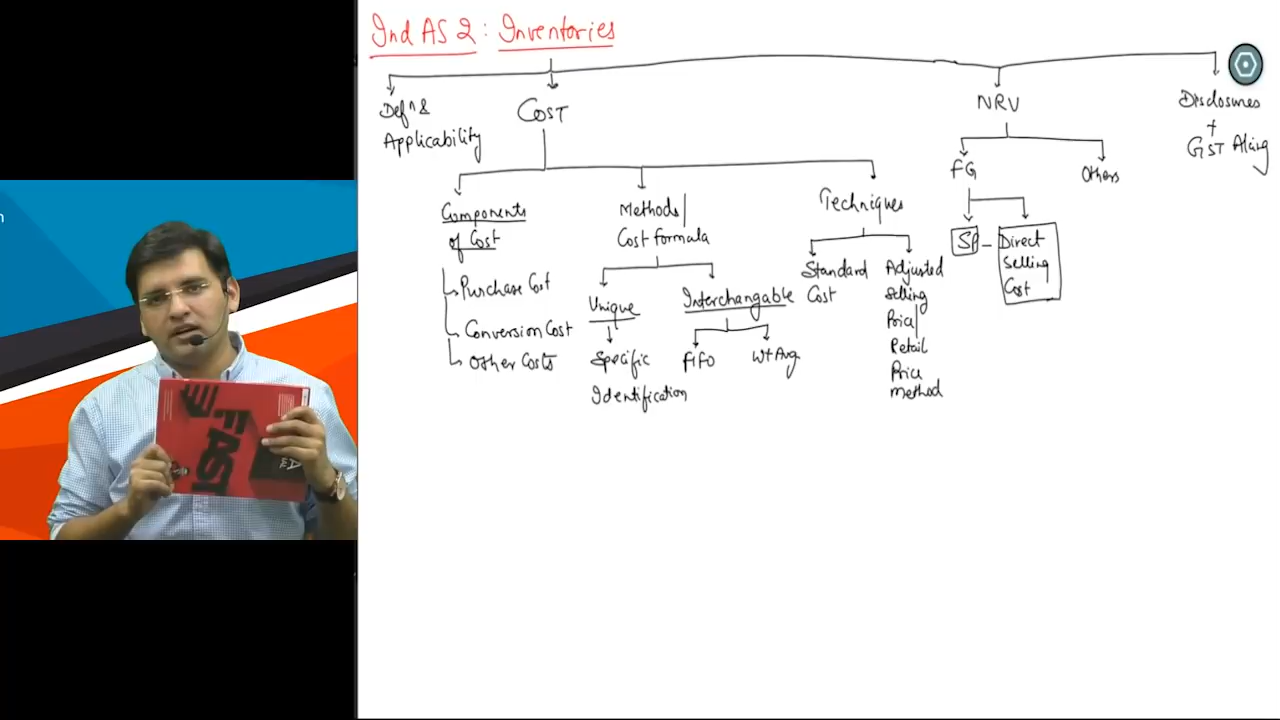 Ind AS 2 : Inventories
Defⁿ &
Applicability
COST
NRV
Disclosures
+
GST Aling
FG
Others
Components
of Cost
Methods/
Cost formula
Techniques
SP - Direct
Selling
Cost
Purchase Cost
Conversion Cost
Other Costs
Unique
Interchangable
Standard
Cost
Adjusted
Selling
Price/
Retail
Price
method
Specific
Identification
FIFO
Wt Avg
n
FAST